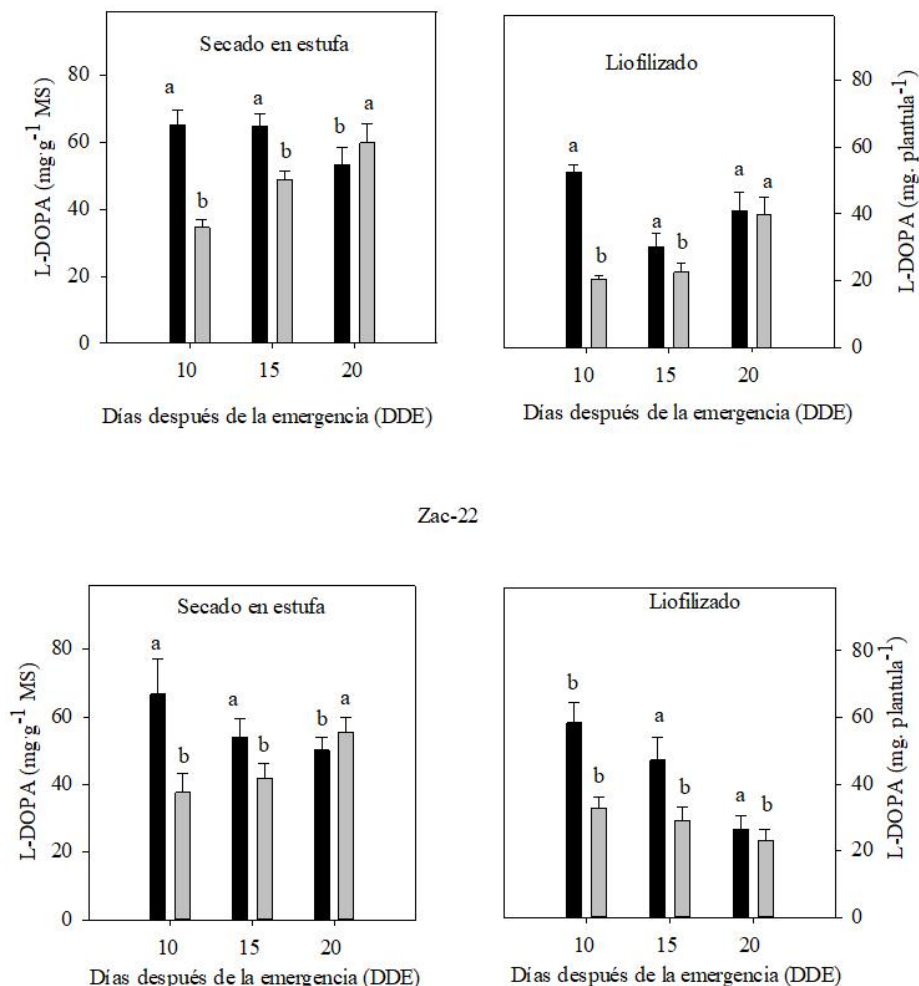 Secado en estufa
L-DOPA (mg·g-1 MS)
80
60
40
20
0
a
b
a
b
b
a
10
15
20
Días después de la emergencia (DDE)
Liofilizado
L-DOPA (mg. plantula-1)
80
60
40
20
0
a
b
a
b
a
a
10
15
20
Días después de la emergencia (DDE)
Zac-22
Secado en estufa
L-DOPA (mg·g-1 MS)
80
60
40
20
0
a
b
a
b
b
a
10
15
20
Días después de la emergencia (DDE)
Liofilizado
L-DOPA (mg. plantula-1)
80
60
40
20
0
b
b
a
b
a
b
10
15
20
Días después de la emergencia (DDE)